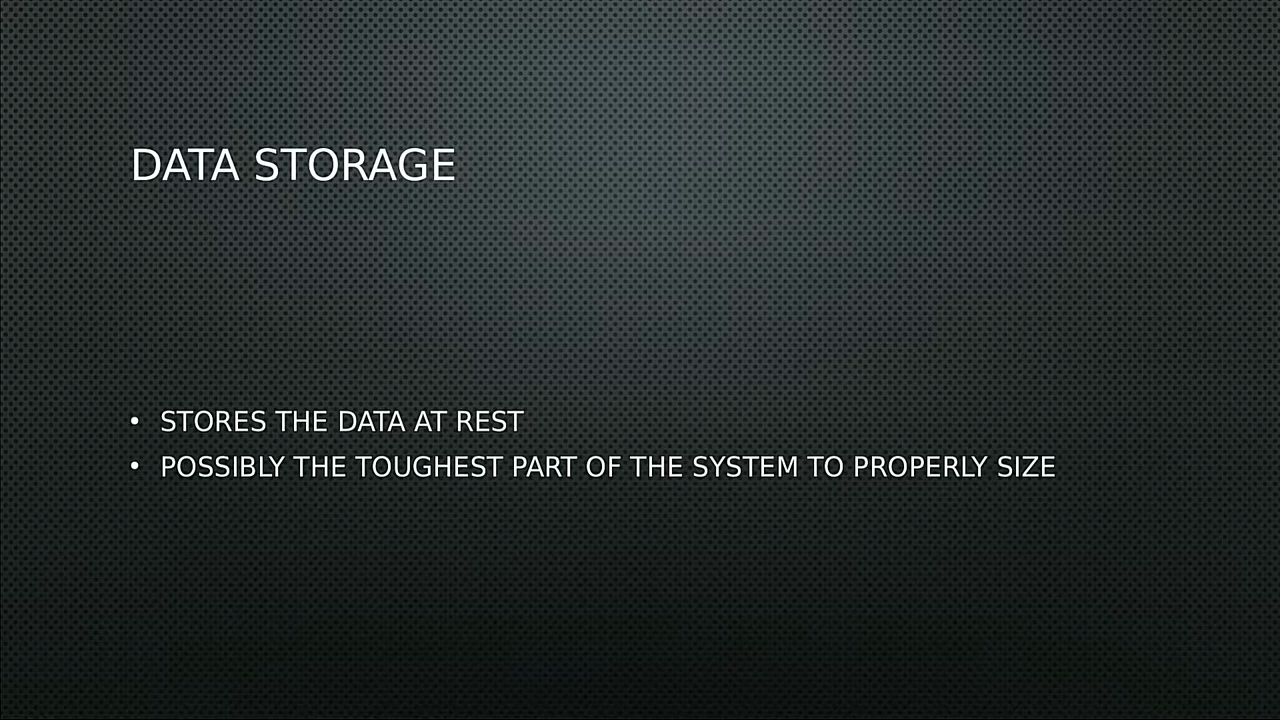 DATA STORAGE
• STORES THE DATA AT REST
• POSSIBLY THE TOUGHEST PART OF THE SYSTEM TO PROPERLY SIZE